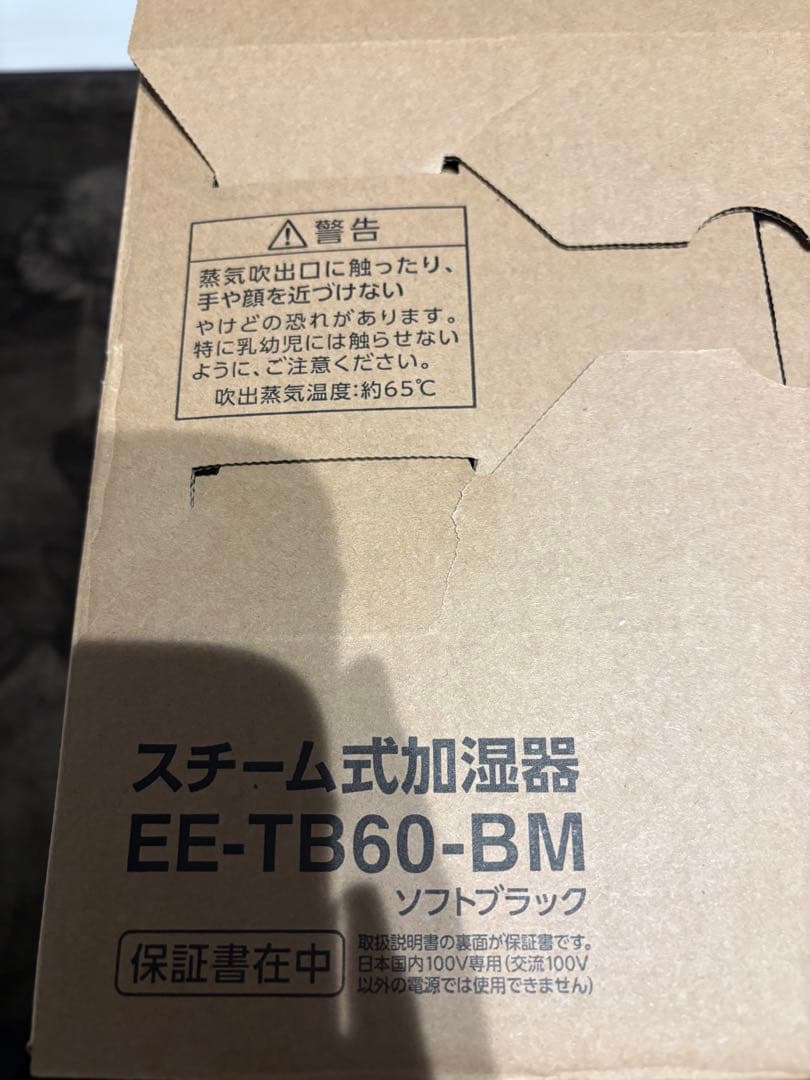 ⚠警告
蒸気吹出口に触ったり、
手や顔を近づけない
やけどの恐れがあります。
特に乳幼児には触らせない
ように、ご注意ください。
吹出蒸気温度:約65℃
スチーム式加湿器
EE-TB60-BM
ソフトブラック
保証書在中
取扱説明書の裏面が保証書です。
日本国内100V専用(交流100V
以外の電源では使用できません)